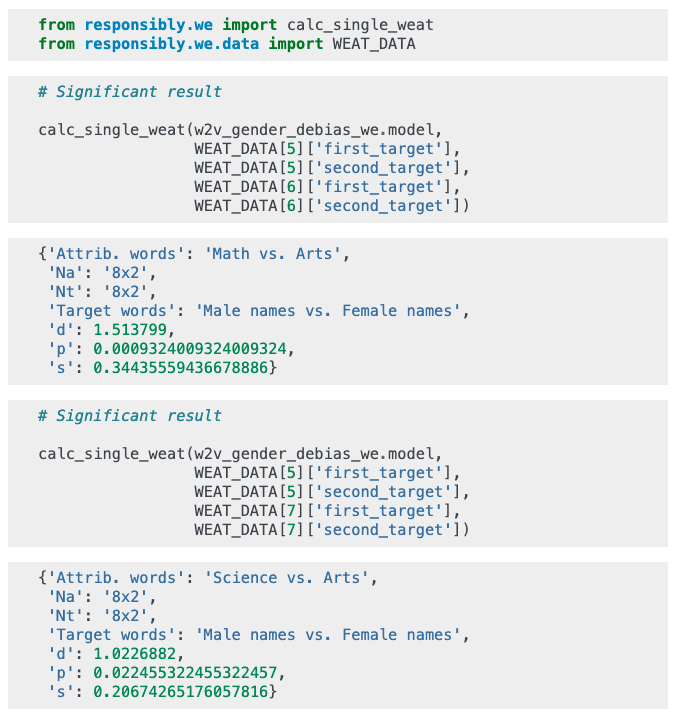 from responsibly.we import calc_single_weat
from responsibly.we.data import WEAT_DATA
# Significant result
calc_single_weat(w2v_gender_debias_we.model,
WEAT_DATA[5]['first_target'],
WEAT_DATA[5]['second_target'],
WEAT_DATA[6]['first_target'],
WEAT_DATA[6]['second_target'])
{'Attrib. words': 'Math vs. Arts',
'Na': '8x2',
'Nt': '8x2',
'Target words': 'Male names vs. Female names',
'd': 1.513799,
'p': 0.0009324009324009324,
's': 0.34435559436678886}
# Significant result
calc_single_weat(w2v_gender_debias_we.model,
WEAT_DATA[5]['first_target'],
WEAT_DATA[5]['second_target'],
WEAT_DATA[7]['first_target'],
WEAT_DATA[7]['second_target'])
{'Attrib. words': 'Science vs. Arts',
'Na': '8x2',
'Nt': '8x2',
'Target words': 'Male names vs. Female names',
'd': 1.0226882,
'p': 0.022455322455322457,
's': 0.20674265176057816}